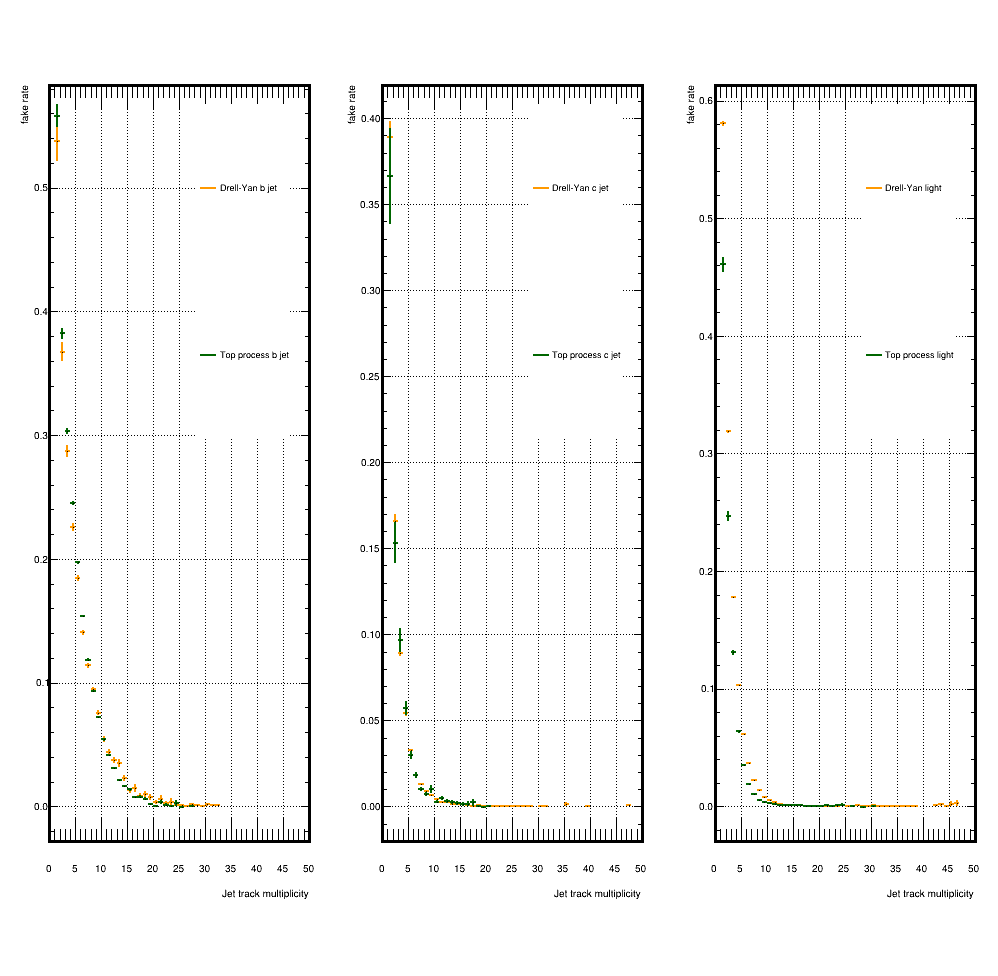 fake rate
0.5
0.4
0.3
0.2
0.1
0.0
Drell-Yan b jet
Top process b jet
0 5 10 15 20 25 30 35 40 45 50
Jet track multiplicity
fake rate
0.40
0.35
0.30
0.25
0.20
0.15
0.10
0.05
0.00
Drell-Yan c jet
Top process c jet
0 5 10 15 20 25 30 35 40 45 50
Jet track multiplicity
fake rate
0.6
0.5
0.4
0.3
0.2
0.1
0.0
Drell-Yan light
Top process light
0 5 10 15 20 25 30 35 40 45 50
Jet track multiplicity